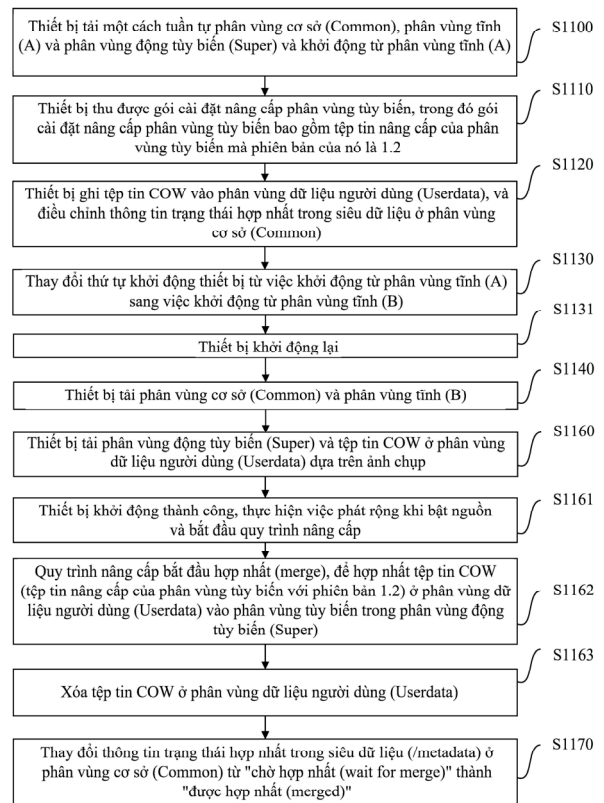 Thiết bị tải một cách tuần tự phân vùng cơ sở (Common), phân vùng tĩnh
(A) và phân vùng động tùy biến (Super) và khởi động từ phân vùng tĩnh (A)
S1100
Thiết bị thu được gói cài đặt nâng cấp phân vùng tùy biến, trong đó gói
cài đặt nâng cấp phân vùng tùy biến bao gồm tệp tin nâng cấp của phân
vùng tùy biến mà phiên bản của nó là 1.2
S1110
Thiết bị ghi tệp tin COW vào phân vùng dữ liệu người dùng (Userdata), và
điều chỉnh thông tin trạng thái hợp nhất trong siêu dữ liệu ở phân vùng
cơ sở (Common)
S1120
Thay đổi thứ tự khởi động thiết bị từ việc khởi động từ phân vùng tĩnh (A)
sang việc khởi động từ phân vùng tĩnh (B)
S1130
Thiết bị khởi động lại
S1131
Thiết bị tải phân vùng cơ sở (Common) và phân vùng tĩnh (B)
S1140
Thiết bị tải phân vùng động tùy biến (Super) và tệp tin COW ở phân vùng
dữ liệu người dùng (Userdata) dựa trên ảnh chụp
S1160
Thiết bị khởi động thành công, thực hiện việc phát rộng khi bật nguồn
và bắt đầu quy trình nâng cấp
S1161
Quy trình nâng cấp bắt đầu hợp nhất (merge), để hợp nhất tệp tin COW
(tệp tin nâng cấp của phân vùng tùy biến với phiên bản 1.2) ở phân vùng dữ
liệu người dùng (Userdata) vào phân vùng tùy biến trong phân vùng động
tùy biến (Super)
S1162
Xóa tệp tin COW ở phân vùng dữ liệu người dùng (Userdata)
S1163
Thay đổi thông tin trạng thái hợp nhất trong siêu dữ liệu (/metadata) ở
phân vùng cơ sở (Common) từ "chờ hợp nhất (wait for merge)" thành
"được hợp nhất (merged)"
S1170